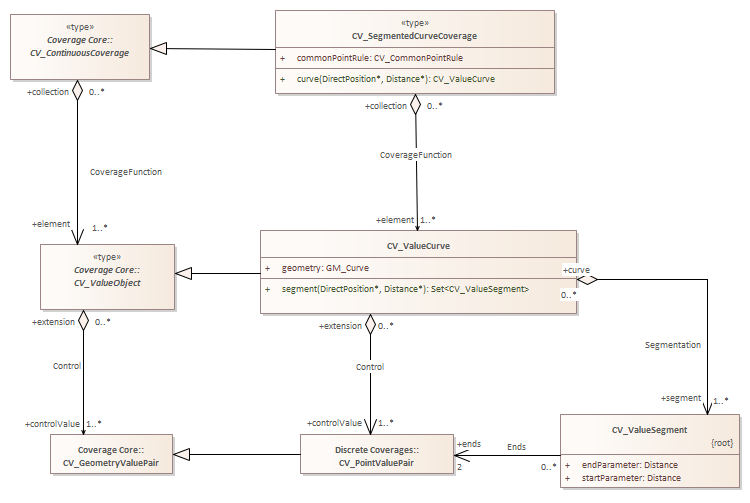 «type»
Coverage Core::
CV_ContinuousCoverage
«type»
CV_SegmentedCurveCoverage
+ commonPointRule: CV_CommonPointRule
+ curve(DirectPosition*, Distance*): CV_ValueCurve
+collection 0..*
+collection 0..*
CoverageFunction
CoverageFunction
+element 1..*
+element 1..*
«type»
Coverage Core::
CV_ValueObject
CV_ValueCurve
+ geometry: GM_Curve
+ segment(DirectPosition*, Distance*): Set<CV_ValueSegment>
+curve
0..*
+extension 0..*
+extension 0..*
Segmentation
Control
Control
+segment 1..*
+controlValue 1..*
+controlValue 1..*
Coverage Core::
CV_GeometryValuePair
Discrete Coverages::
CV_PointValuePair
+ends
2
Ends
0..*
CV_ValueSegment
{root}
+ endParameter: Distance
+ startParameter: Distance